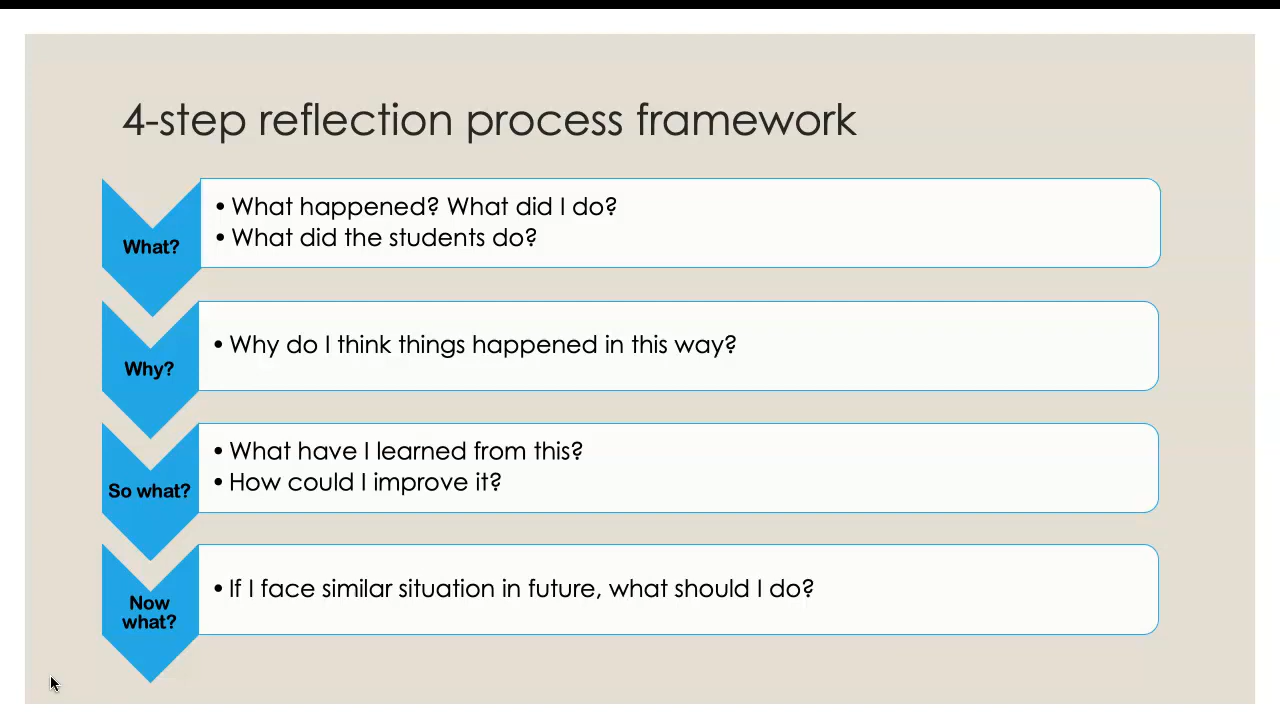 4-step reflection process framework
What?
• What happened? What did I do?
• What did the students do?
Why?
• Why do I think things happened in this way?
So what?
• What have I learned from this?
• How could I improve it?
Now
what?
• If I face similar situation in future, what should I do?